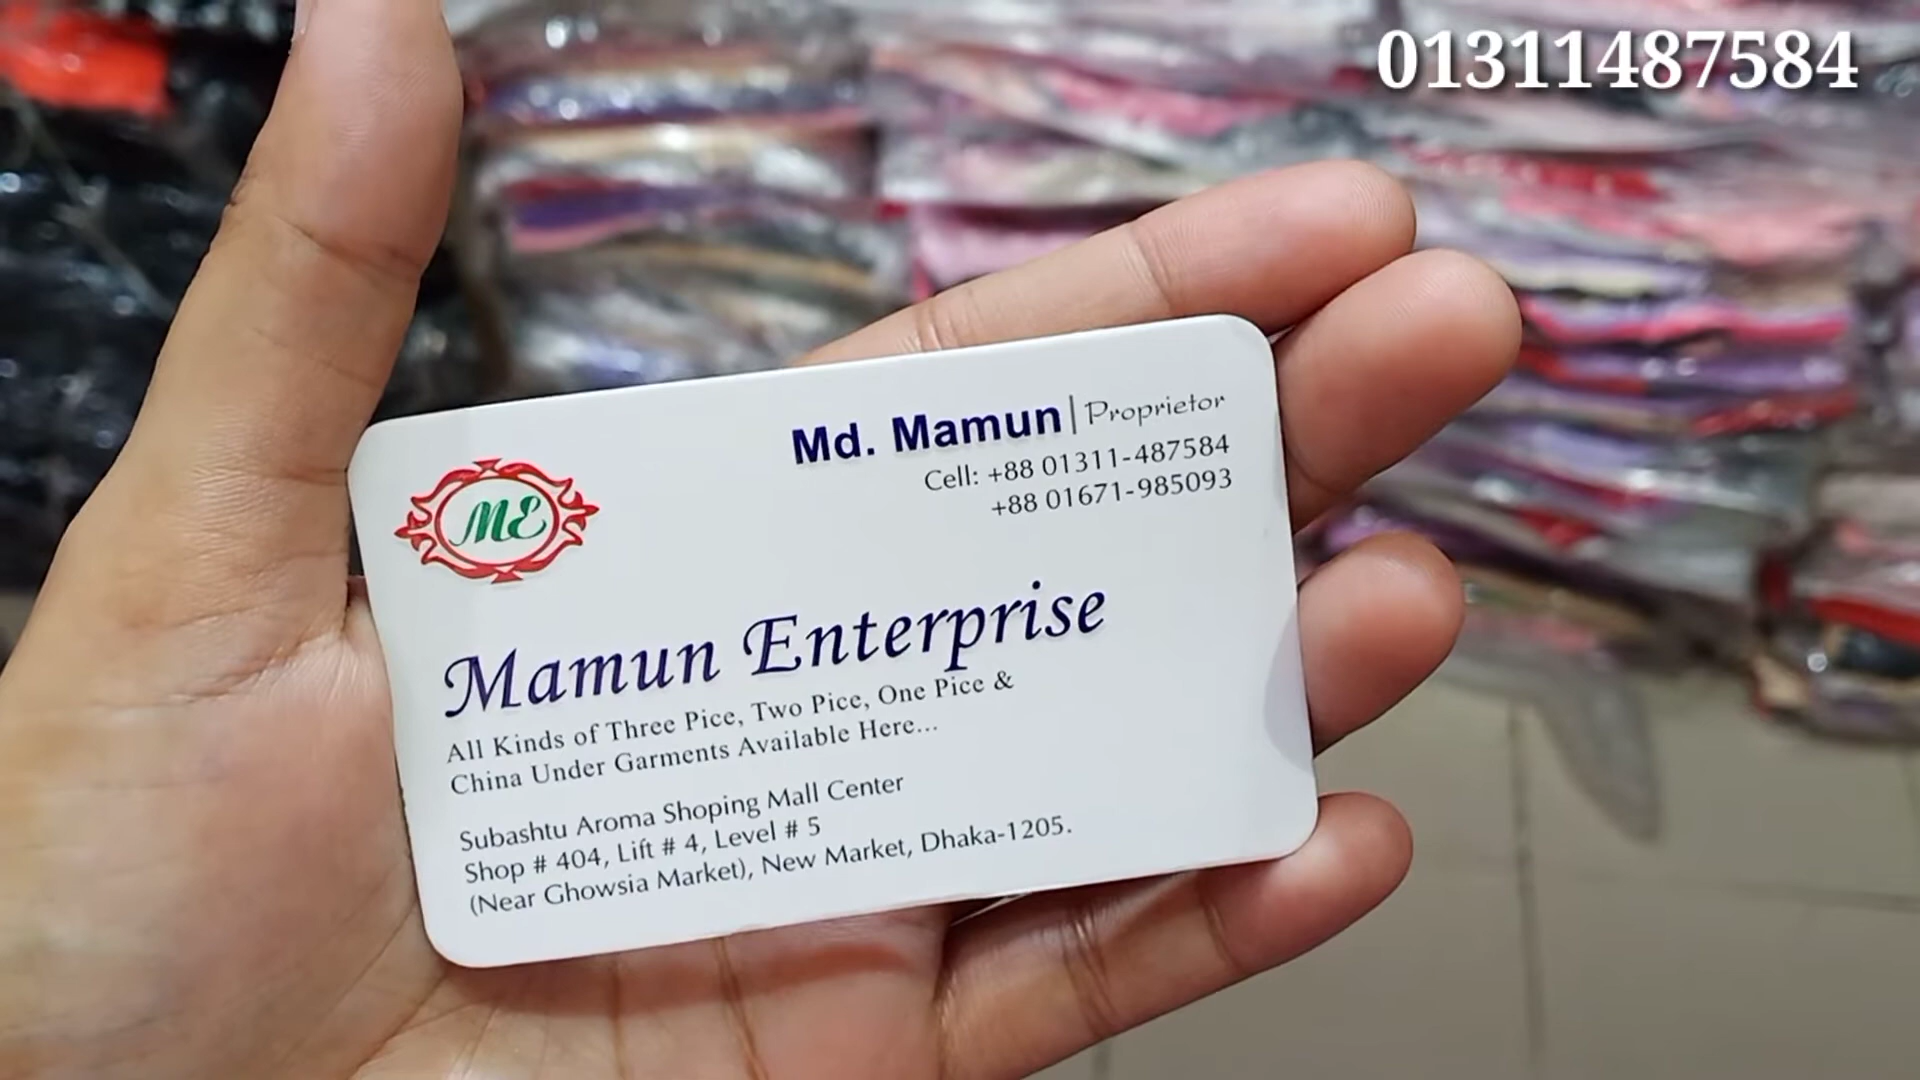 01311487584
Md. Mamun | Proprietor
Cell: +88 01311-487584
+88 01671-985093
ME
Mamun Enterprise
All Kinds of Three Pice, Two Pice, One Pice &
China Under Garments Available Here...
Subashtu Aroma Shoping Mall Center
Shop # 404, Lift # 4, Level # 5
(Near Ghowsia Market), New Market, Dhaka-1205.